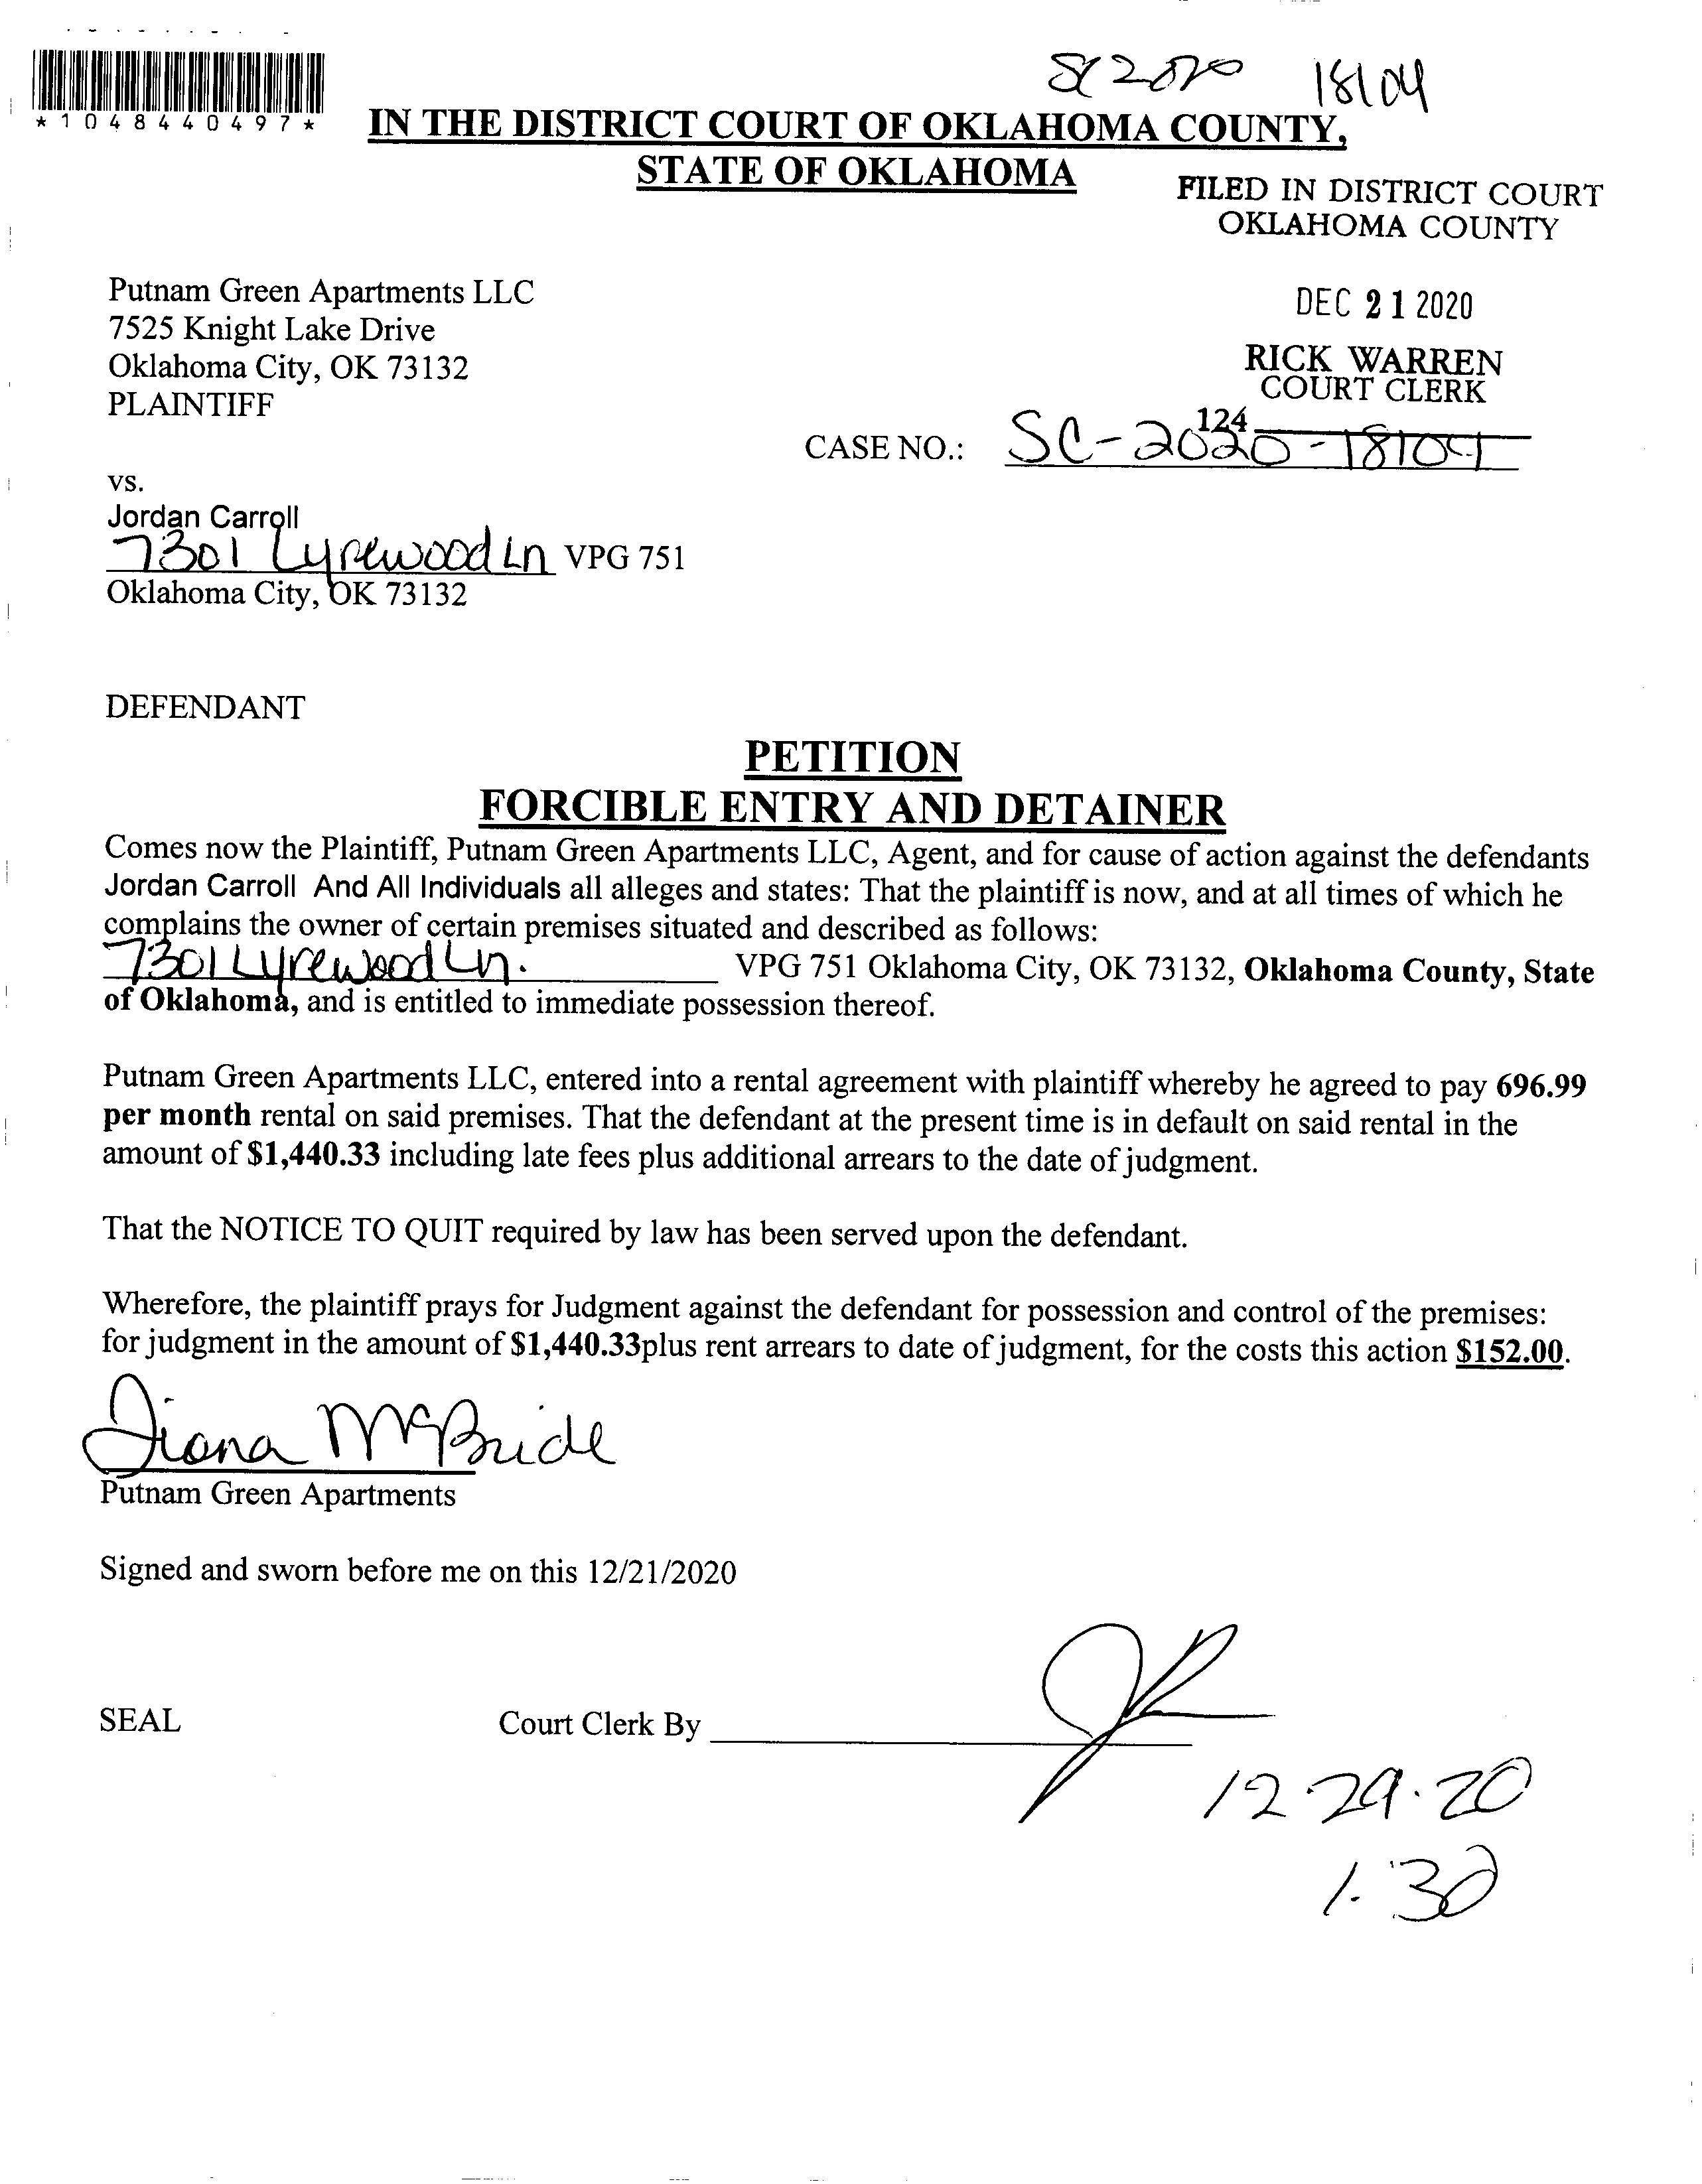 SC 2020 18104
*1048440497*
IN THE DISTRICT COURT OF OKLAHOMA COUNTY,
STATE OF OKLAHOMA
FILED IN DISTRICT COURT
OKLAHOMA COUNTY
Putnam Green Apartments LLC
7525 Knight Lake Drive
Oklahoma City, OK 73132
PLAINTIFF
DEC 21 2020
RICK WARREN
COURT CLERK
124
CASE NO.: SC-2020-18104
vs.
Jordan Carroll
7301 Lyrewood Ln VPG 751
Oklahoma City, OK 73132
DEFENDANT
PETITION
FORCIBLE ENTRY AND DETAINER
Comes now the Plaintiff, Putnam Green Apartments LLC, Agent, and for cause of action against the defendants
Jordan Carroll And All Individuals all alleges and states: That the plaintiff is now, and at all times of which he
complains the owner of certain premises situated and described as follows:
7301 Lyrewood Ln. VPG 751 Oklahoma City, OK 73132, Oklahoma County, State
of Oklahoma, and is entitled to immediate possession thereof.
Putnam Green Apartments LLC, entered into a rental agreement with plaintiff whereby he agreed to pay 696.99
per month rental on said premises. That the defendant at the present time is in default on said rental in the
amount of $1,440.33 including late fees plus additional arrears to the date of judgment.
That the NOTICE TO QUIT required by law has been served upon the defendant.
Wherefore, the plaintiff prays for Judgment against the defendant for possession and control of the premises:
for judgment in the amount of $1,440.33plus rent arrears to date of judgment, for the costs this action $152.00.
Diana McBride
Putnam Green Apartments
Signed and sworn before me on this 12/21/2020
SEAL Court Clerk By
12-29-20
1:30